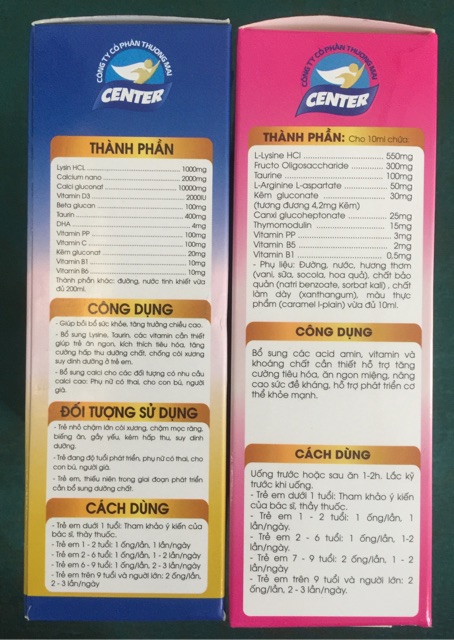 CÔNG TY CỔ PHẦN THƯƠNG MẠI
CENTER
THÀNH PHẦN
Lysin HCL 1000mg
Calcium nano 2000mg
Calci gluconat 10000mg
Vitamin D3 2000IU
Beta glucan 100mg
Taurin 400mg
DHA 4mg
Vitamin PP 100mg
Vitamin C 100mg
Kẽm gluconat 20mg
Vitamin B1 10mg
Vitamin B6 10mg
Thành phần khác: đường, nước tinh khiết vừa
đủ 200ml.
CÔNG DỤNG
- Giúp bồi bổ sức khỏe, tăng trưởng chiều cao.
- Bổ sung Lysine, Taurin, các vitamin cần thiết
giúp trẻ ăn ngon, kích thích tiêu hóa, tăng
cường hấp thu dưỡng chất, chống còi xương
suy dinh dưỡng ở trẻ em.
- Bổ sung calci cho các đối tượng có nhu cầu
calci cao: Phụ nữ có thai, cho con bú, người
già.
ĐỐI TƯỢNG SỬ DỤNG
- Trẻ nhỏ chậm lớn còi xương, chậm mọc răng,
biếng ăn, gầy yếu, kém hấp thu, suy dinh
dưỡng.
- Trẻ đang độ tuổi phát triển, phụ nữ có thai, cho
con bú, người già.
- Trẻ em, thiếu niên trong giai đoạn phát triển
cần bổ sung dưỡng chất.
CÁCH DÙNG
- Trẻ em dưới 1 tuổi: Tham khảo ý kiến của
bác sĩ, thầy thuốc.
- Trẻ em 1 - 2 tuổi: 1 ống/lần, 1 lần/ngày
- Trẻ em 2 - 6 tuổi: 1 ống/lần, 1 - 2 lần/ngày
- Trẻ em 6 - 9 tuổi: 1 ống/lần, 2 - 3 lần/ngày
- Trẻ em trên 9 tuổi và người lớn: 2 ống/lần,
2 - 3 lần/ngày.
CÔNG TY CỔ PHẦN THƯƠNG MẠI
CENTER
THÀNH PHẦN: Cho 10ml chứa:
L-Lysine HCl 550mg
Fructo Oligosaccharide 300mg
Taurine 100mg
L-Arginine L-aspartate 50mg
Kẽm gluconate 30mg
(tương đương 4,2mg Kẽm)
Canxi glucoheptonate 25mg
Thymomodulin 15mg
Vitamin PP 3mg
Vitamin B5 2mg
Vitamin B1 0,5mg
- Phụ liệu: Đường, nước, hương thơm
(vani, sữa, socola, hoa quả), chất bảo
quản (natri benzoate, sorbat kali), chất
làm dày (xanthangum), màu thực
phẩm (caramel I-plain) vừa đủ 10ml.
CÔNG DỤNG
Bổ sung các acid amin, vitamin và
khoáng chất cần thiết hỗ trợ tăng
cường tiêu hóa, ăn ngon miệng, nâng
cao sức đề kháng, hỗ trợ phát triển cơ
thể khỏe mạnh.
CÁCH DÙNG
Uống trước hoặc sau ăn 1-2h. Lắc kỹ
trước khi uống.
- Trẻ em dưới 1 tuổi: Tham khảo ý kiến
của bác sĩ, thầy thuốc.
- Trẻ em 1 - 2 tuổi: 1 ống/lần, 1
lần/ngày.
- Trẻ em 2 - 6 tuổi: 1 ống/lần, 1-2
lần/ngày.
- Trẻ em 7 - 9 tuổi: 2 ống/lần, 1 - 2
lần/ngày
- Trẻ em trên 9 tuổi và người lớn: 2
ống/lần, 2 - 3 lần/ngày.